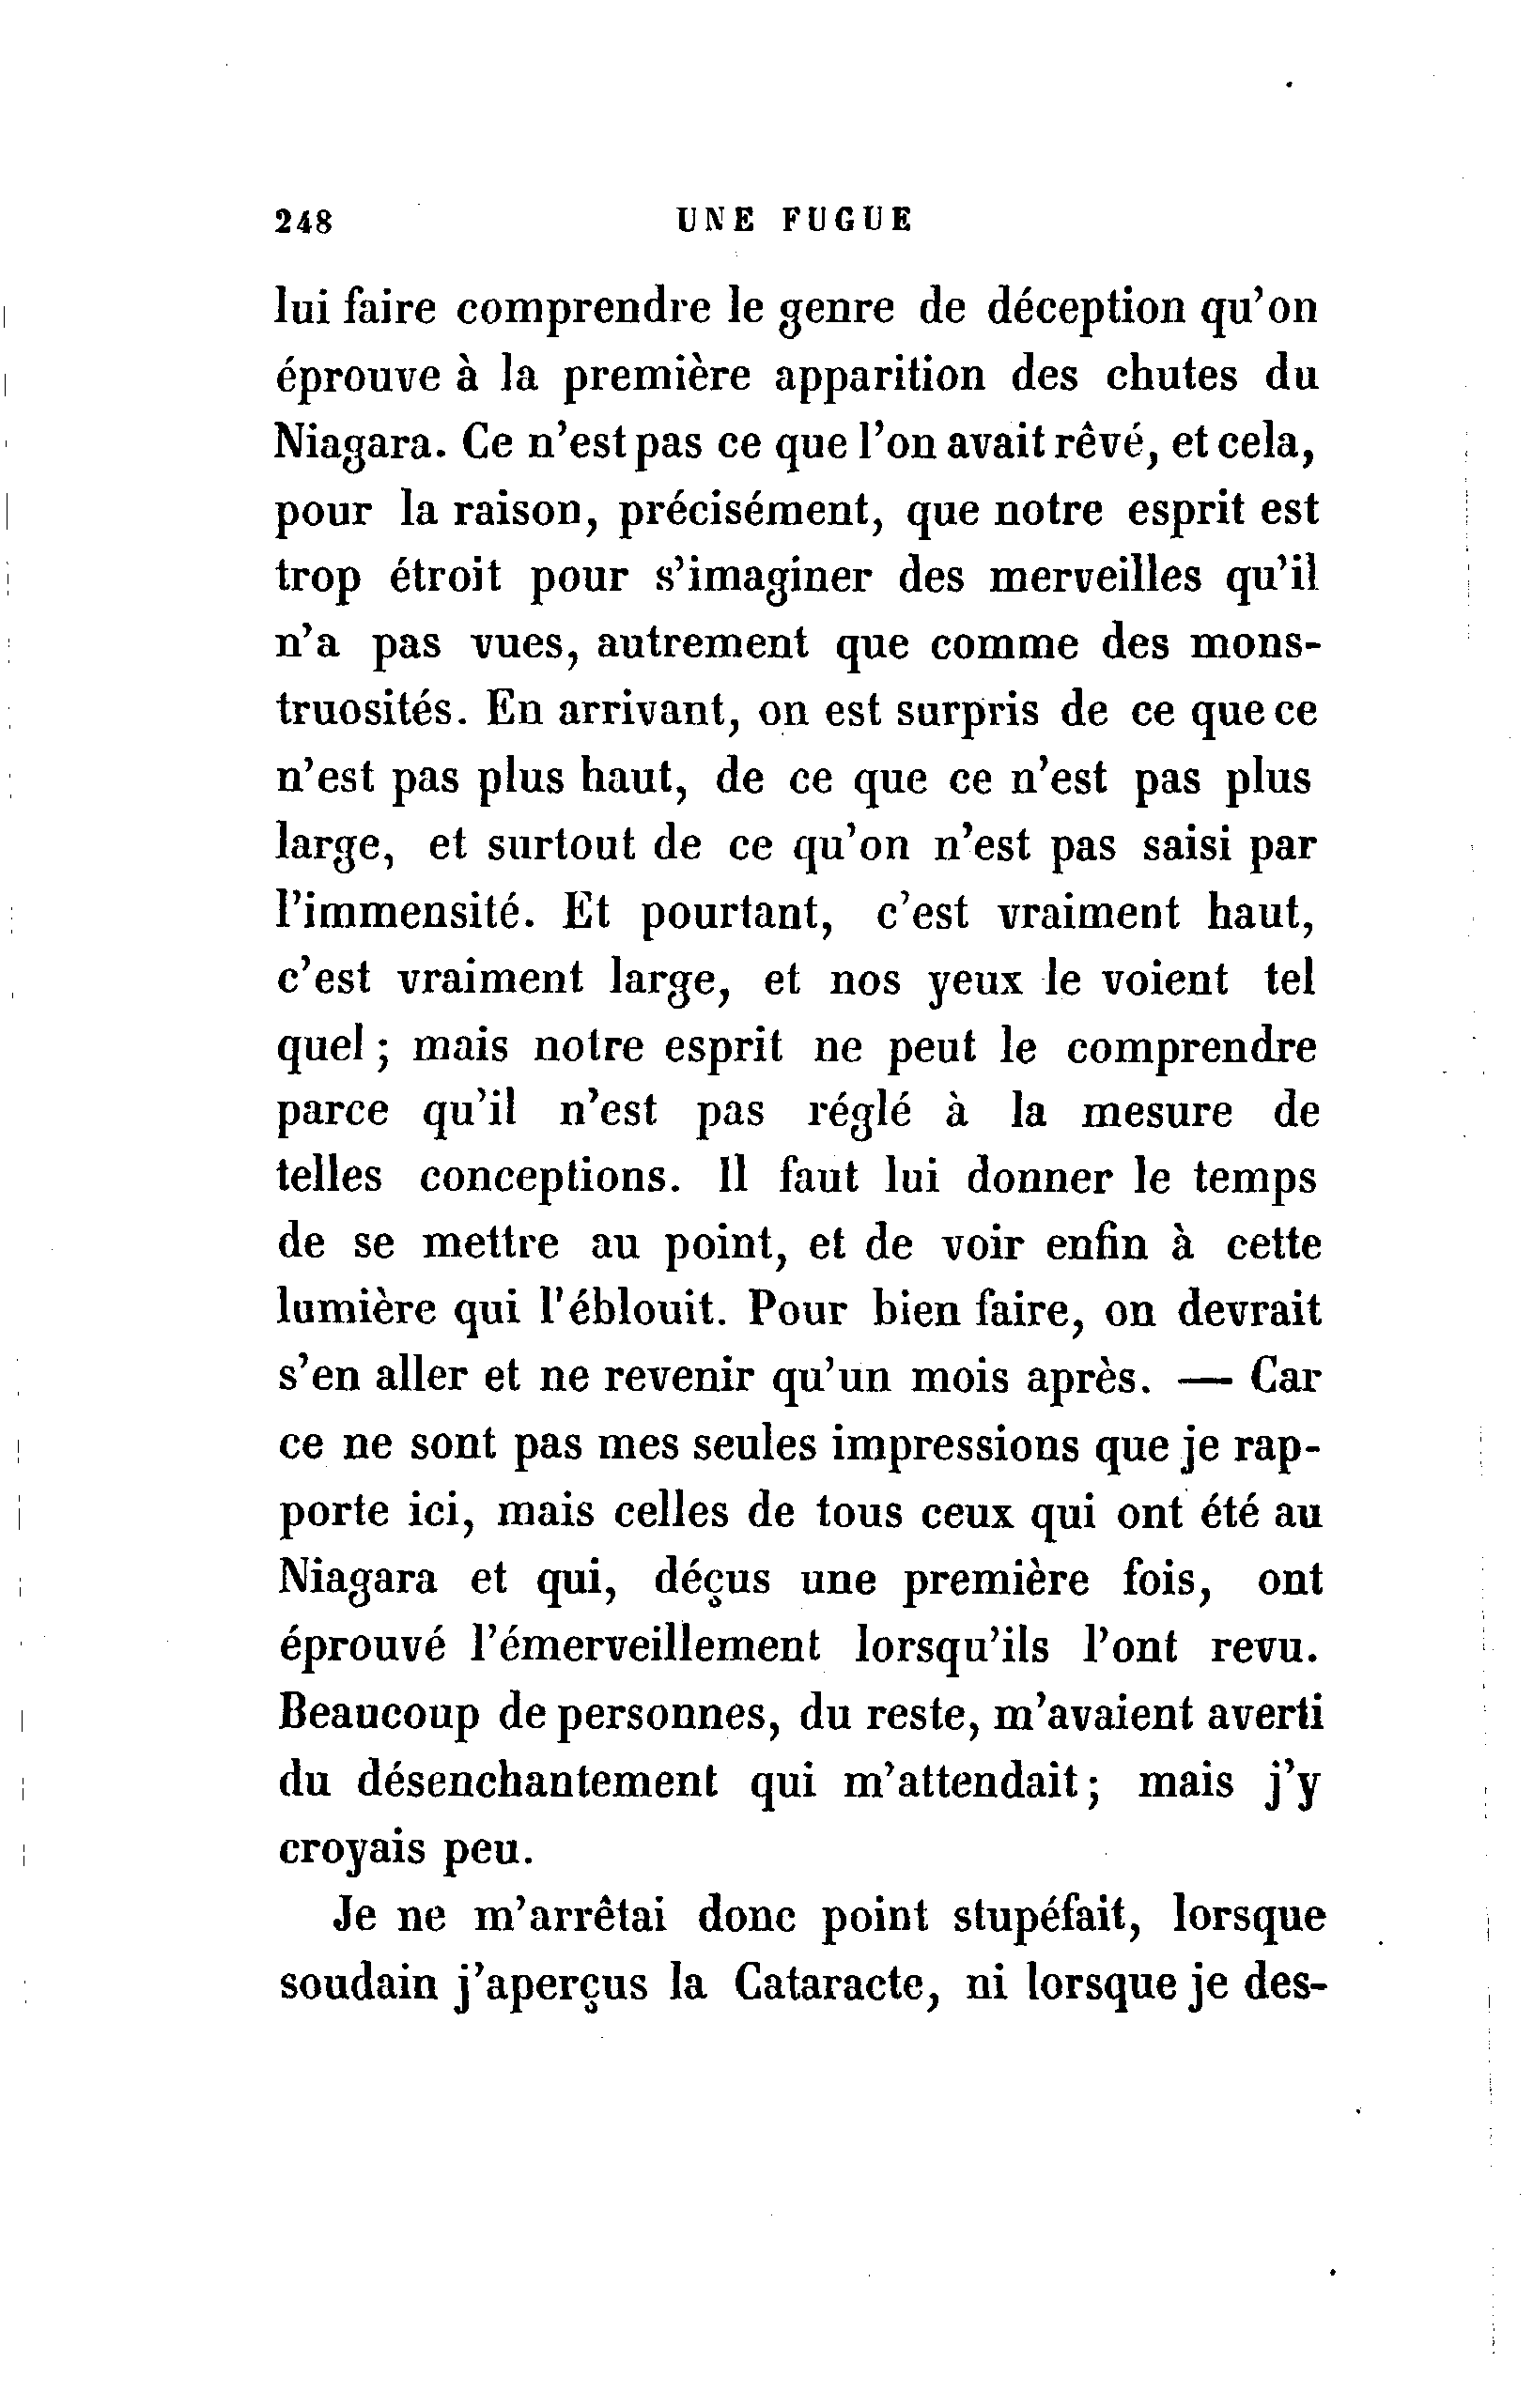 248 UNE FUGUE
lui faire comprendre le genre de déception qu'on
éprouve à la première apparition des chutes du
Niagara. Ce n'est pas ce que l'on avait rêvé, et cela,
pour la raison, précisément, que notre esprit est
trop étroit pour s'imaginer des merveilles qu'il
n'a pas vues, autrement que comme des mons-
truosités. En arrivant, on est surpris de ce que ce
n'est pas plus haut, de ce que ce n'est pas plus
large, et surtout de ce qu'on n'est pas saisi par
l'immensité. Et pourtant, c'est vraiment haut,
c'est vraiment large, et nos yeux le voient tel
quel ; mais notre esprit ne peut le comprendre
parce qu'il n'est pas réglé à la mesure de
telles conceptions. Il faut lui donner le temps
de se mettre au point, et de voir enfin à cette
lumière qui l'éblouit. Pour bien faire, on devrait
s'en aller et ne revenir qu'un mois après. — Car
ce ne sont pas mes seules impressions que je rap-
porte ici, mais celles de tous ceux qui ont été au
Niagara et qui, déçus une première fois, ont
éprouvé l'émerveillement lorsqu'ils l'ont revu.
Beaucoup de personnes, du reste, m'avaient averti
du désenchantement qui m'attendait ; mais j'y
croyais peu.
Je ne m'arrêtai donc point stupéfait, lorsque
soudain j'aperçus la Cataracte, ni lorsque je des-